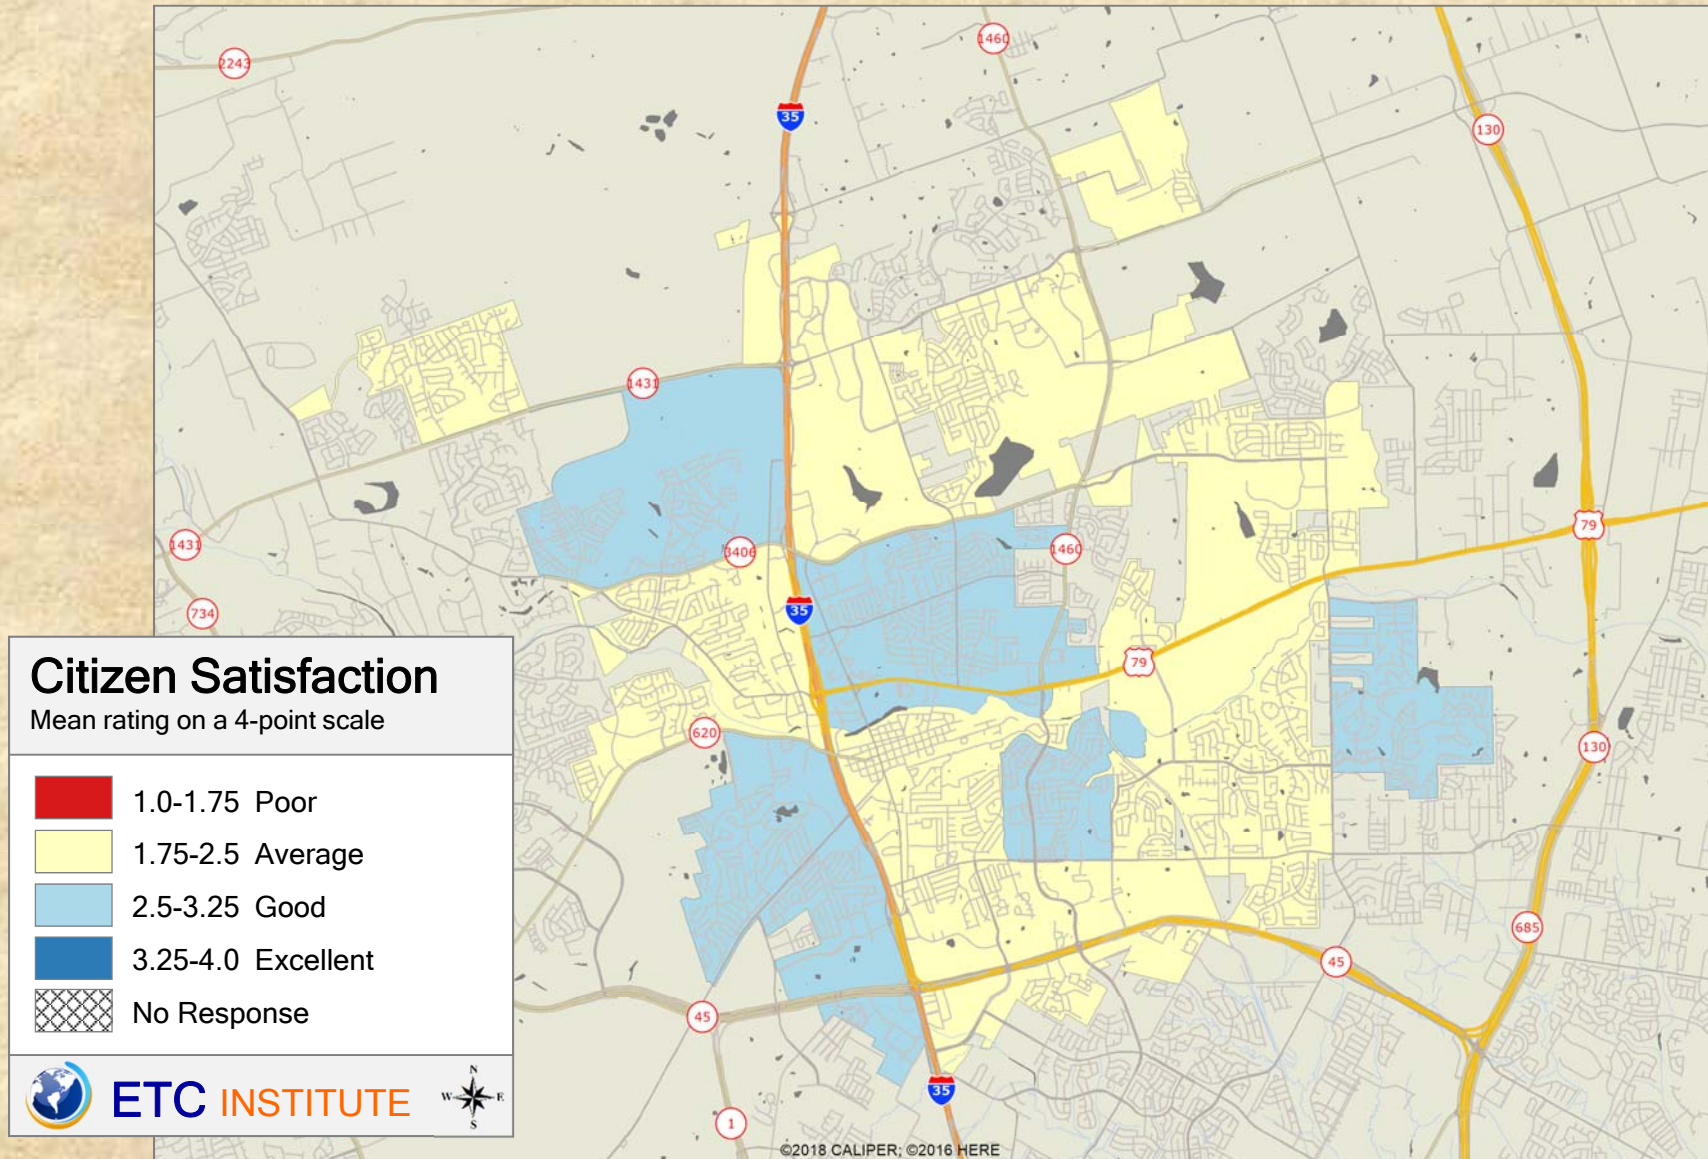 2243
1460
35
130
1431
1431
3406
1460
79
35
734
79
620
130
Citizen Satisfaction
Mean rating on a 4-point scale
1.0-1.75 Poor
1.75-2.5 Average
2.5-3.25 Good
3.25-4.0 Excellent
No Response
685
45
45
ETC INSTITUTE
N
W E
S
35
1
©2018 CALIPER; ©2016 HERE